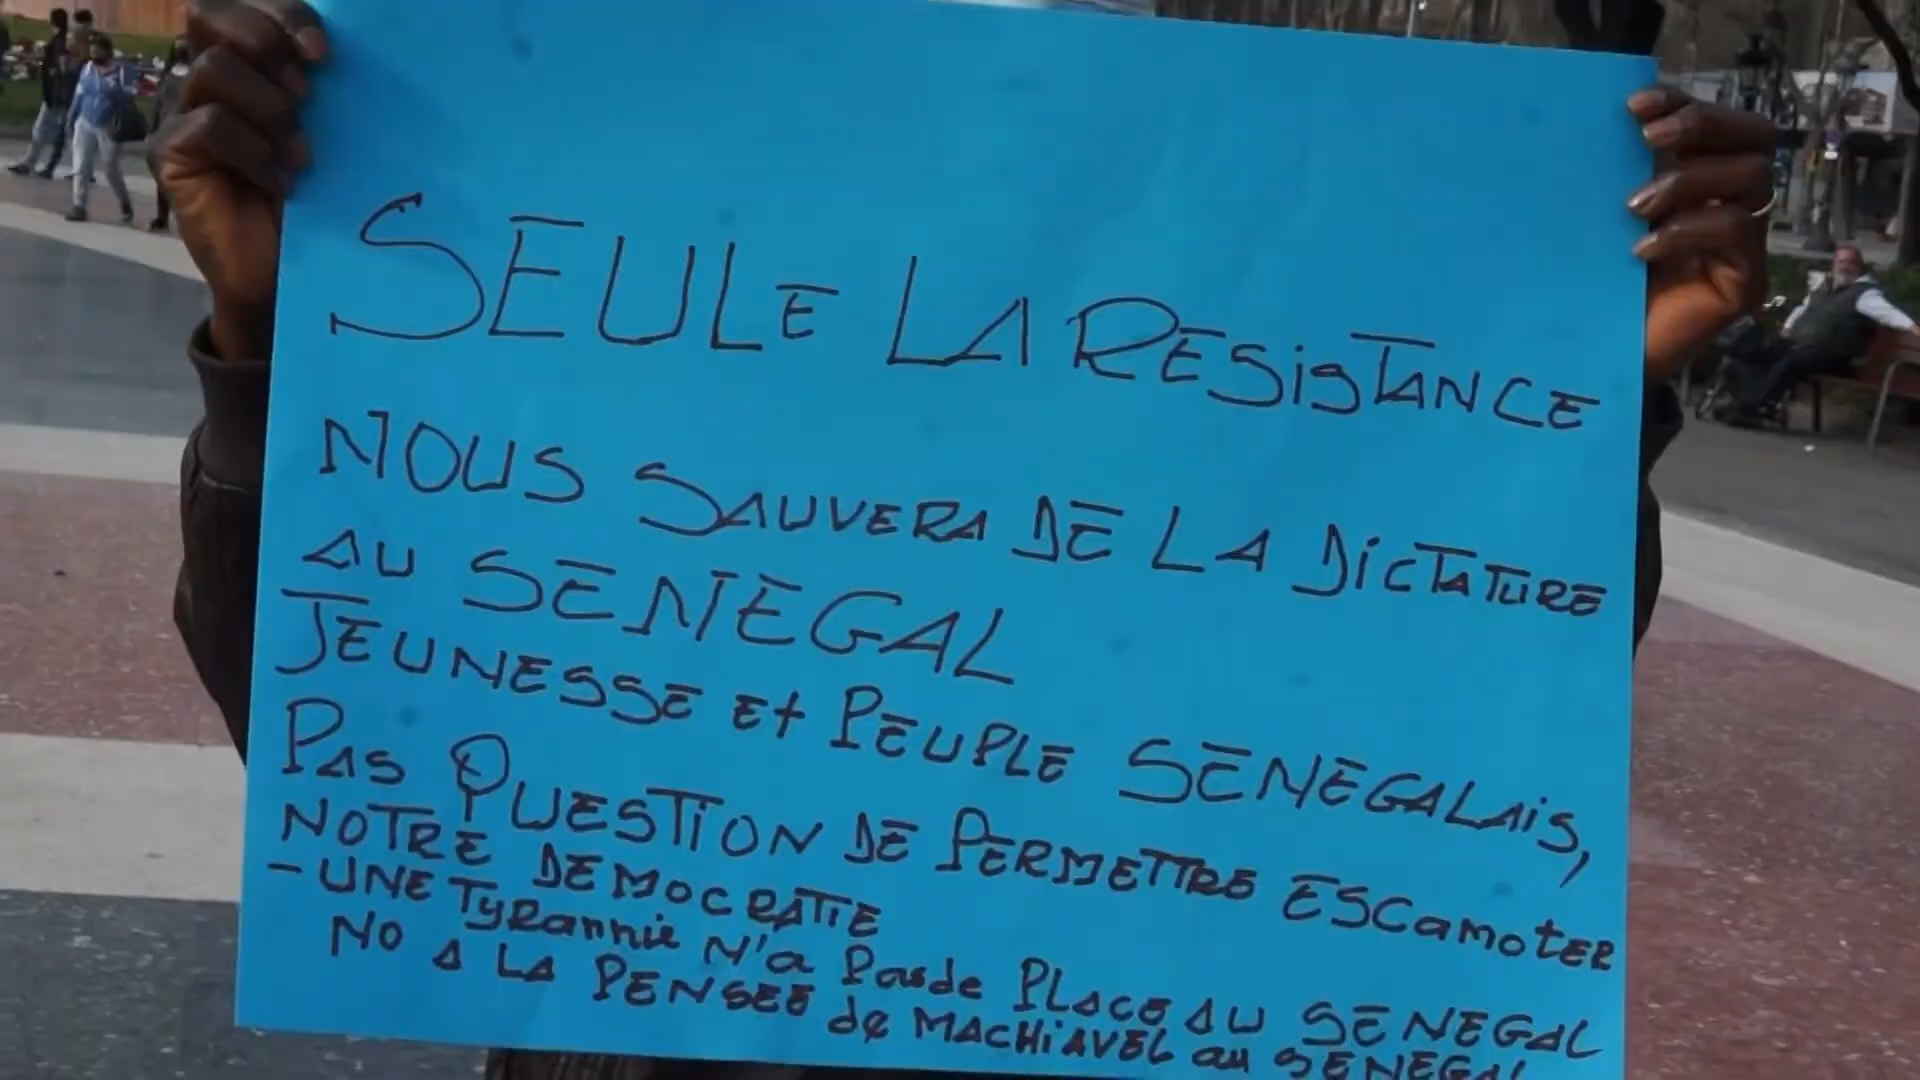 SEULE LA RESISTANCE
NOUS SAUVERA DE LA DICTATURE
AU SENEGAL
JEUNESSE Et PEUPLE SENEGALAIS,
PAS QUESTION DE PERMETTRE ESCamotER
NOTRE DEMOCRATIE
- UNE Tyrannie N'a Pas de PLACE AU SENEGAL
NO A LA PENSEE de MACHiAVEL au SENEGAL